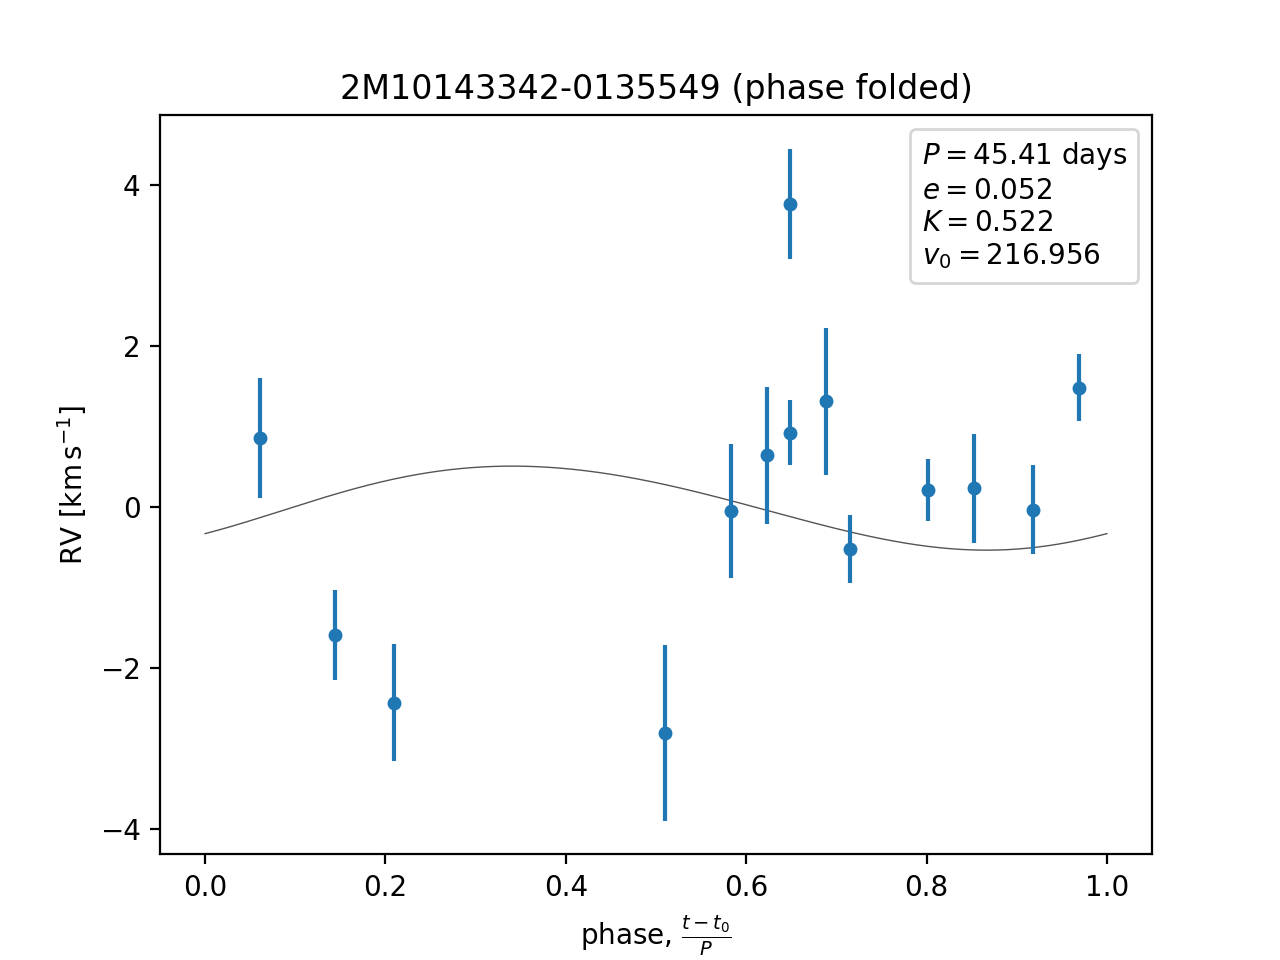 2M10143342-0135549 (phase folded)
P = 45.41 days
e = 0.052
K = 0.522
v₀ = 216.956
4
2
0
−2
−4
RV [km s⁻¹]
0.0 0.2 0.4 0.6 0.8 1.0
phase, (t − t₀)/P